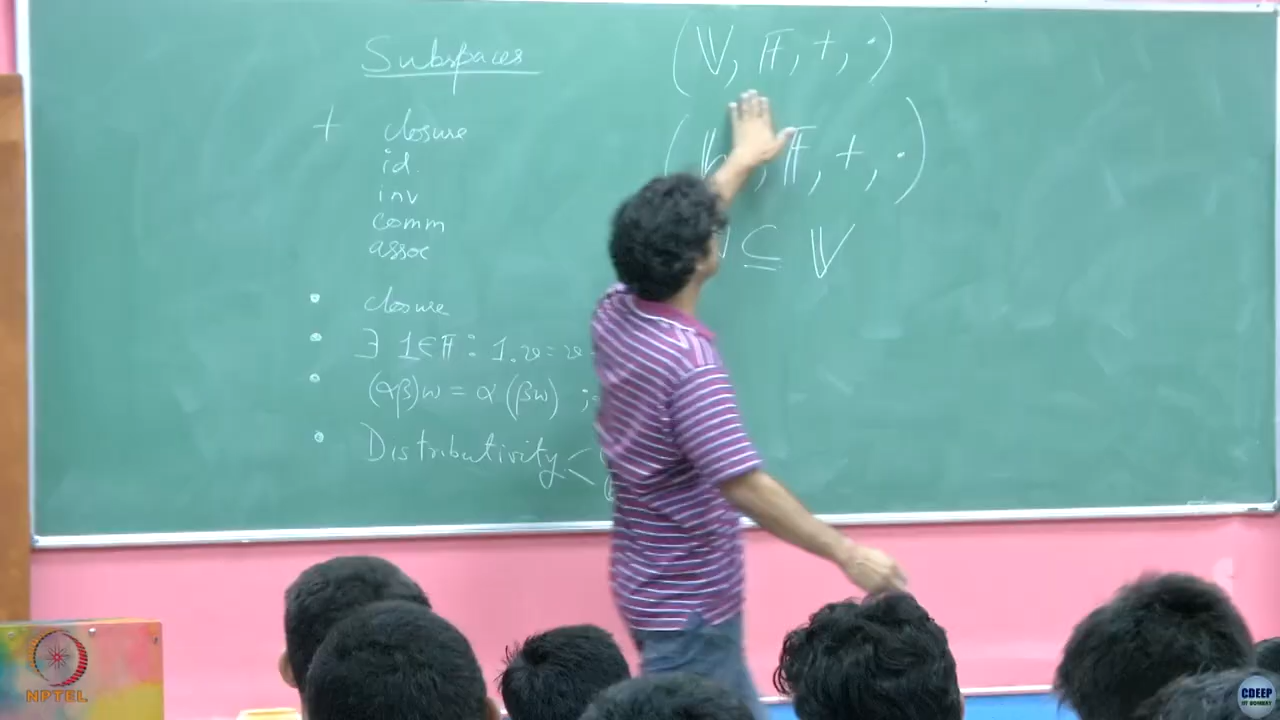 Subspaces
+ closure
id.
inv
comm
assoc
• closure
• ∃ 1∈𝔽 : 1.v=v
• (αβ)w = α (βw) ;
• Distributivity <
(𝕍, 𝔽, +, ·)
, 𝔽, +, ·)
⊆ 𝕍
NPTEL
CDEEP
IIT BOMBAY